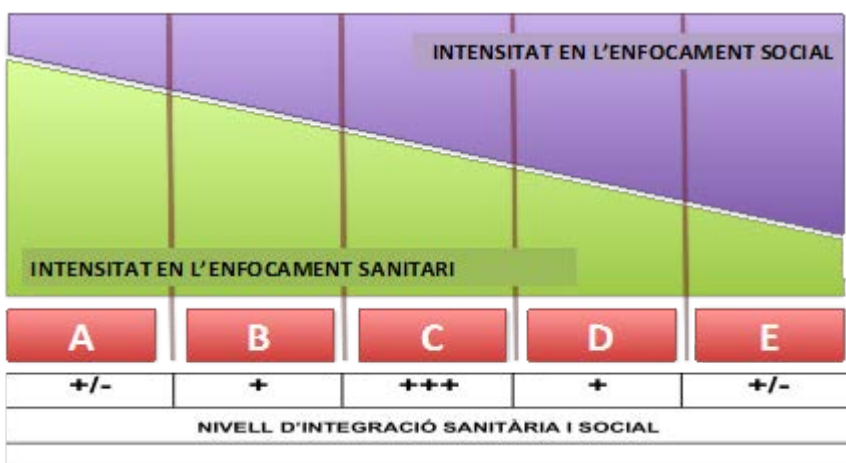 INTENSITAT EN L'ENFOCAMENT SOCIAL
INTENSITAT EN L'ENFOCAMENT SANITARI
A B C D E
+/- + +++ + +/-
NIVELL D'INTEGRACIÓ SANITÀRIA I SOCIAL